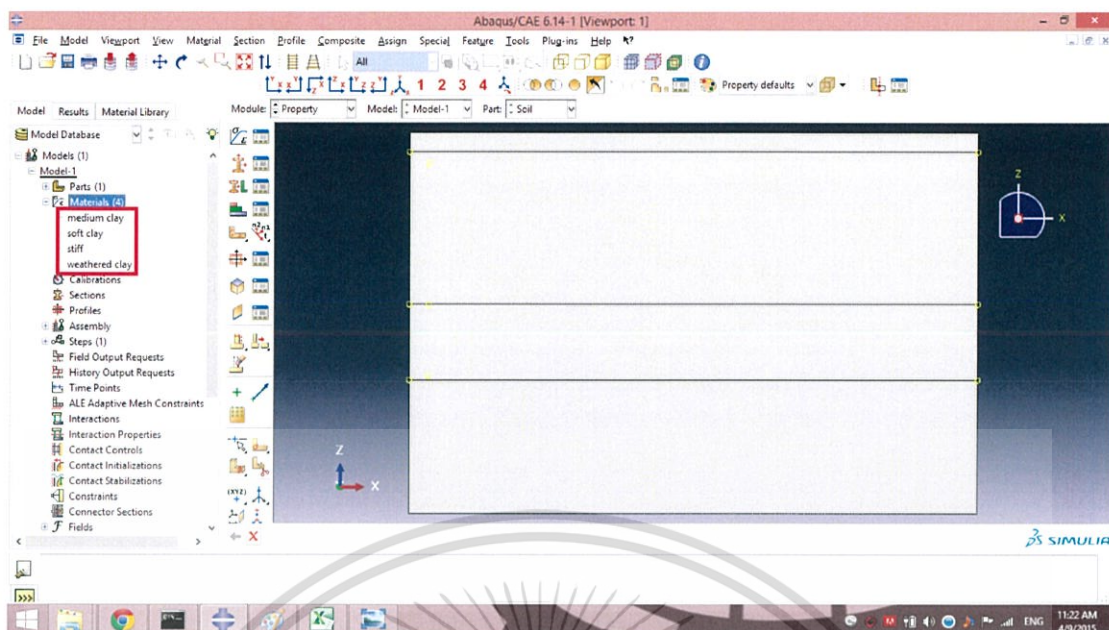 Abaqus/CAE 6.14-1 [Viewport: 1]
File Model Viewport View Material Section Profile Composite Assign Special Feature Tools Plug-ins Help
All
1 2 3 4 Property defaults
Model Results Material Library Module: Property Model: Model-1 Part: Soil
Model Database
Models (1)
Model-1
Parts (1)
Materials (4)
medium clay
soft clay
stiff
weathered clay
Calibrations
Sections
Profiles
Assembly
Steps (1)
Field Output Requests
History Output Requests
Time Points
ALE Adaptive Mesh Constraints
Interactions
Interaction Properties
Contact Controls
Contact Initializations
Contact Stabilizations
Constraints
Connector Sections
Fields
Z
X
Z
X
(XYZ)
SIMULIA
>>>
ENG
11:22 AM
4/9/2015